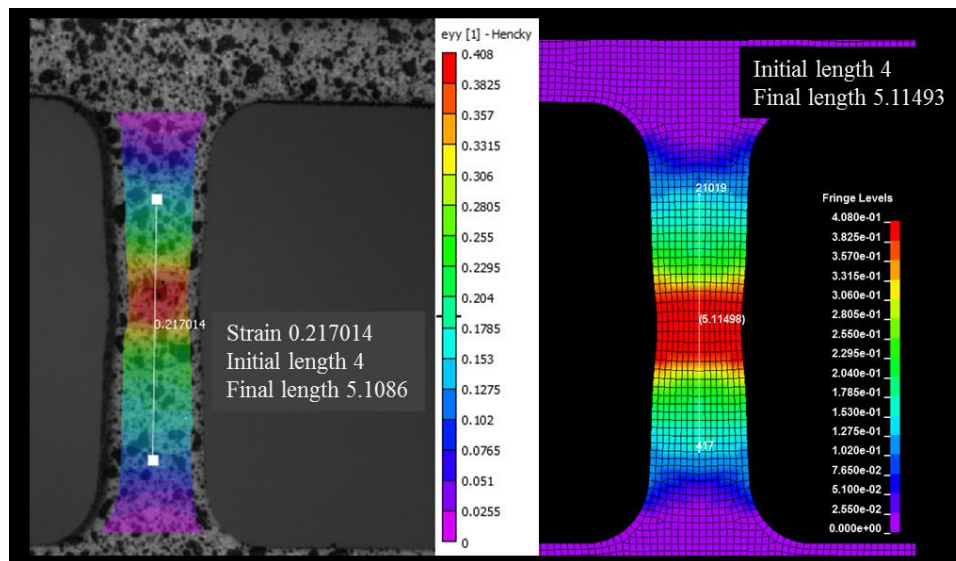 eyy [1] - Hencky
0.408
0.3825
0.357
0.3315
0.306
0.2805
0.255
0.2295
0.204
0.1785
0.153
0.1275
0.102
0.0765
0.051
0.0255
0
0.217014
Strain 0.217014
Initial length 4
Final length 5.1086
Initial length 4
Final length 5.11493
21019
(5.11498)
417
Fringe Levels
4.080e-01
3.825e-01
3.570e-01
3.315e-01
3.060e-01
2.805e-01
2.550e-01
2.295e-01
2.040e-01
1.785e-01
1.530e-01
1.275e-01
1.020e-01
7.650e-02
5.100e-02
2.550e-02
0.000e+00